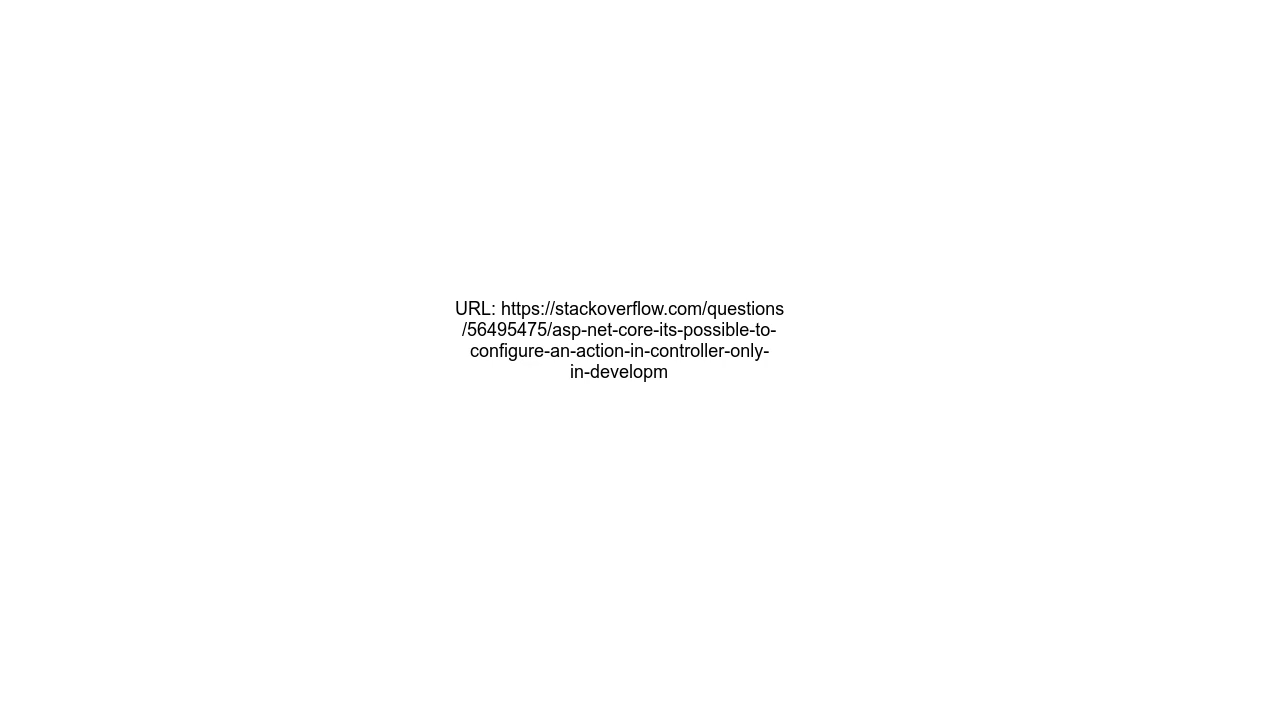 URL: https://stackoverflow.com/questions
/56495475/asp-net-core-its-possible-to-
configure-an-action-in-controller-only-
in-developm